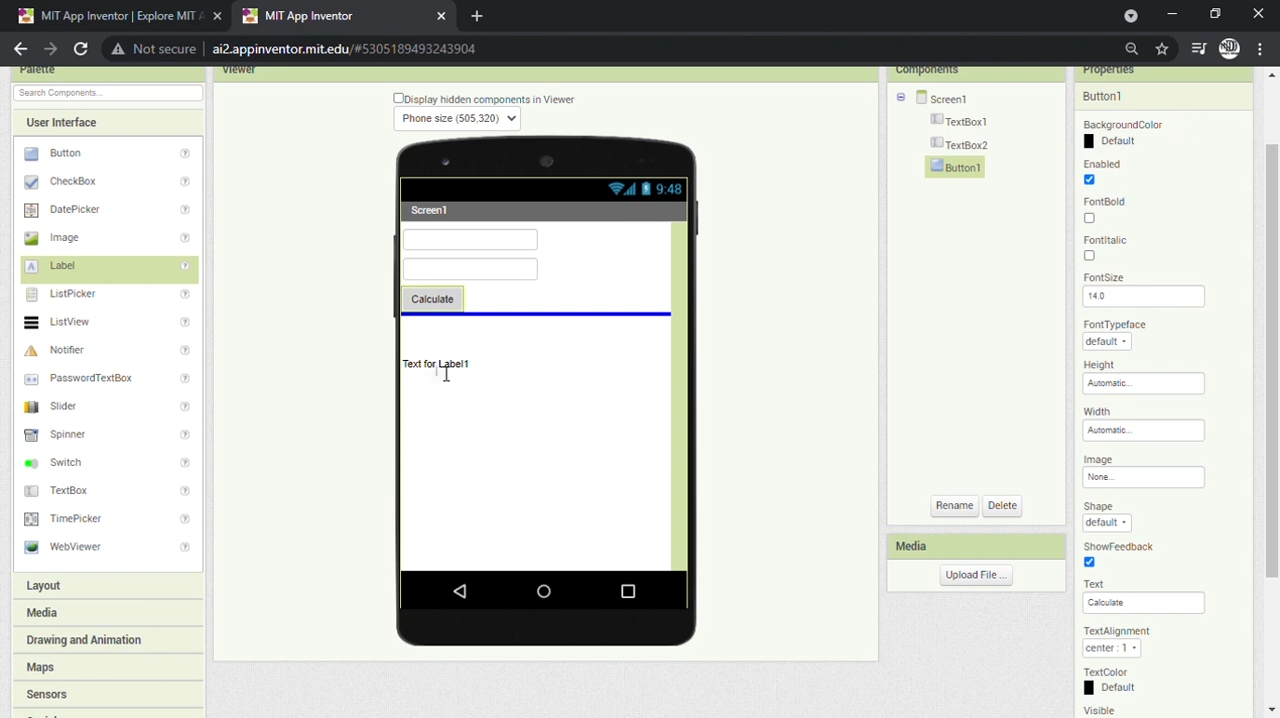 MIT App Inventor | Explore MIT A
MIT App Inventor
Not secure
ai2.appinventor.mit.edu/#5305189493243904
Palette
Search Components...
User Interface
Button
CheckBox
DatePicker
Image
Label
ListPicker
ListView
Notifier
PasswordTextBox
Slider
Spinner
Switch
TextBox
TimePicker
WebViewer
Layout
Media
Drawing and Animation
Maps
Sensors
Viewer
Display hidden components in Viewer
Phone size (505,320)
9:48
Screen1
Calculate
Text for Label1
Components
Screen1
TextBox1
TextBox2
Button1
Rename
Delete
Media
Upload File ...
Properties
Button1
BackgroundColor
Default
Enabled
FontBold
FontItalic
FontSize
14.0
FontTypeface
default
Height
Automatic...
Width
Automatic...
Image
None...
Shape
default
ShowFeedback
Text
Calculate
TextAlignment
center : 1
TextColor
Default
Visible